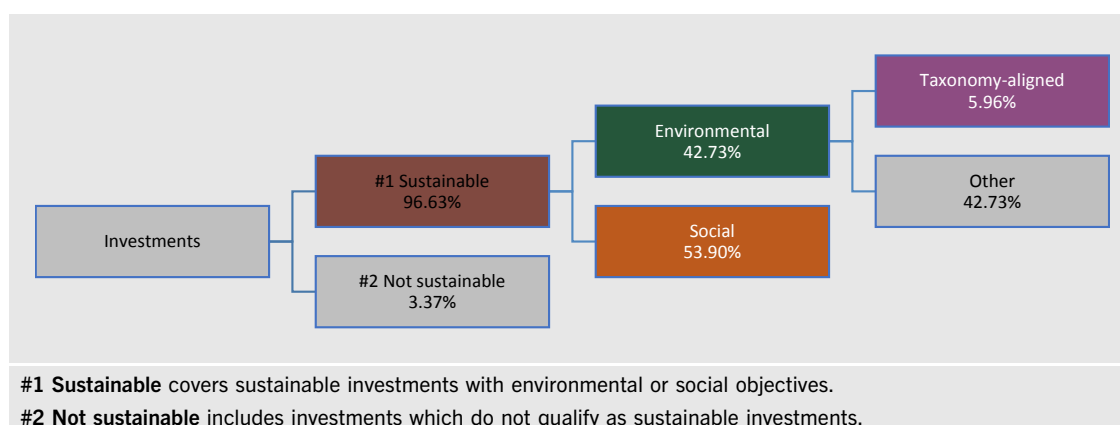 Investments
#1 Sustainable
96.63%
#2 Not sustainable
3.37%
Environmental
42.73%
Social
53.90%
Taxonomy-aligned
5.96%
Other
42.73%
#1 Sustainable covers sustainable investments with environmental or social objectives.
#2 Not sustainable includes investments which do not qualify as sustainable investments.